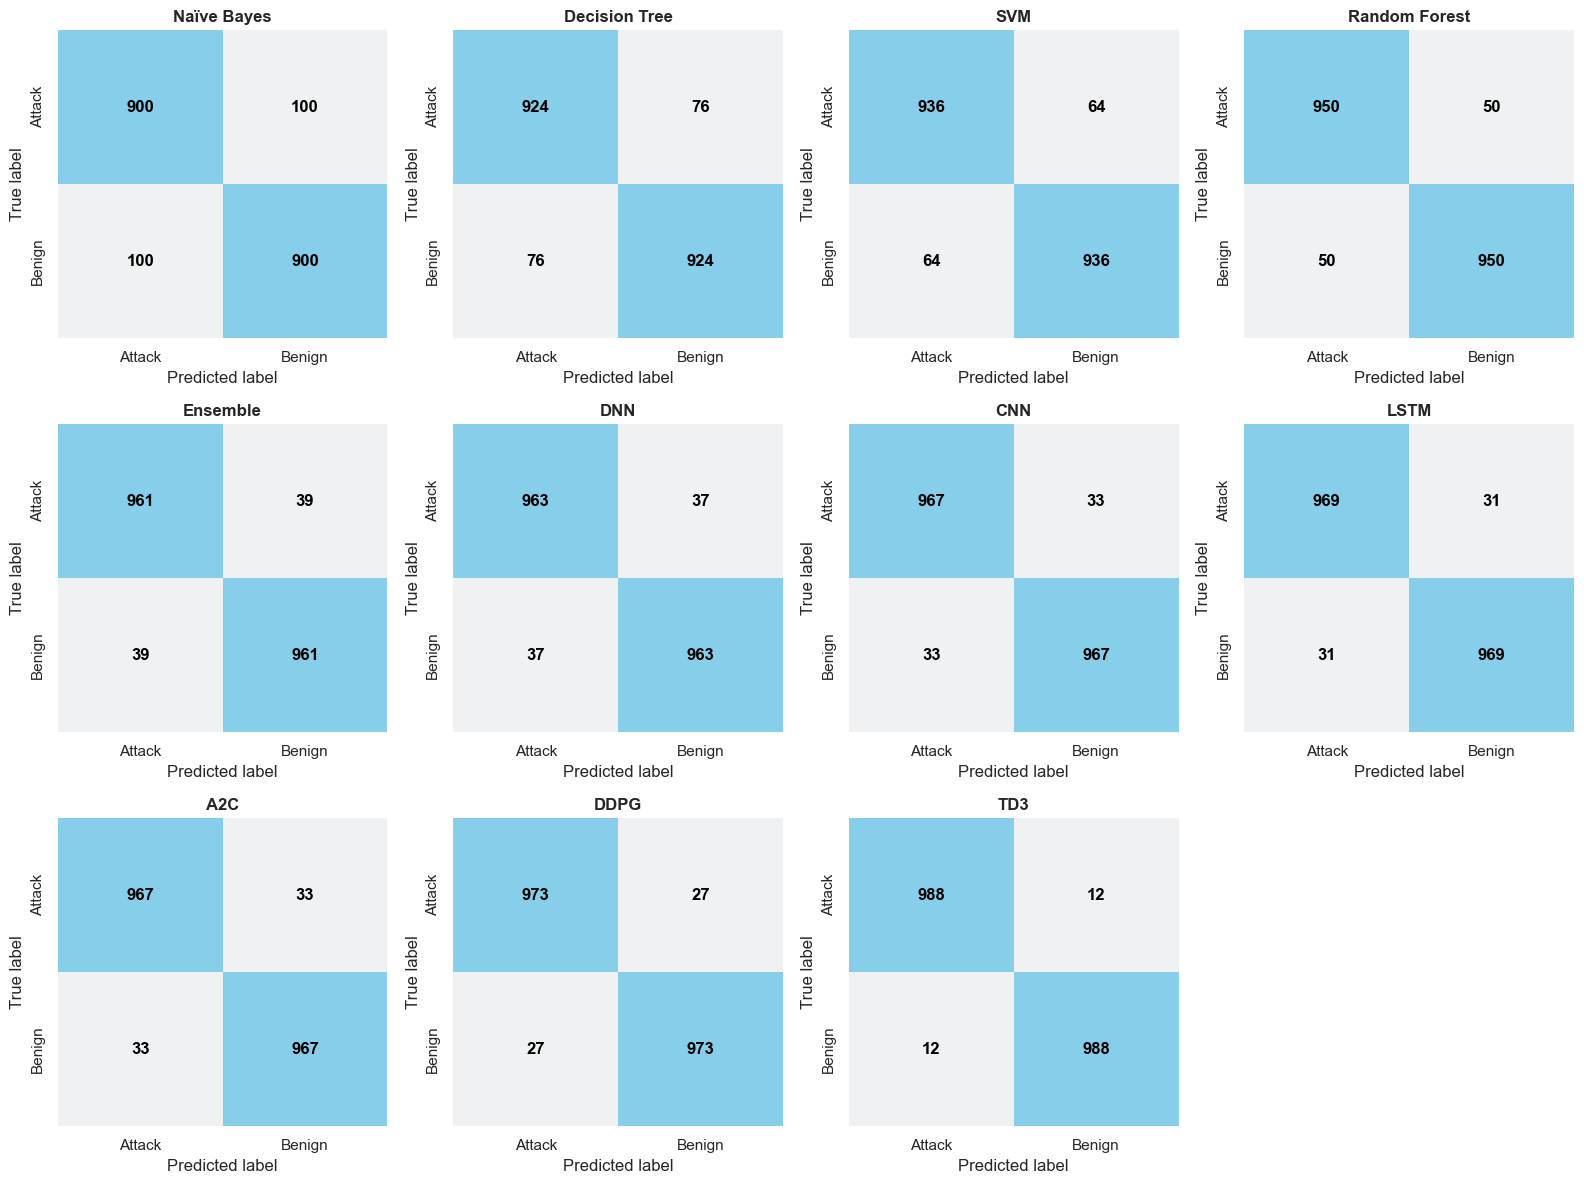 Naïve Bayes
Attack
900 100
True label
Benign
100 900
Attack Benign
Predicted label
Decision Tree
Attack
924 76
True label
Benign
76 924
Attack Benign
Predicted label
SVM
Attack
936 64
True label
Benign
64 936
Attack Benign
Predicted label
Random Forest
Attack
950 50
True label
Benign
50 950
Attack Benign
Predicted label
Ensemble
Attack
961 39
True label
Benign
39 961
Attack Benign
Predicted label
DNN
Attack
963 37
True label
Benign
37 963
Attack Benign
Predicted label
CNN
Attack
967 33
True label
Benign
33 967
Attack Benign
Predicted label
LSTM
Attack
969 31
True label
Benign
31 969
Attack Benign
Predicted label
A2C
Attack
967 33
True label
Benign
33 967
Attack Benign
Predicted label
DDPG
Attack
973 27
True label
Benign
27 973
Attack Benign
Predicted label
TD3
Attack
988 12
True label
Benign
12 988
Attack Benign
Predicted label